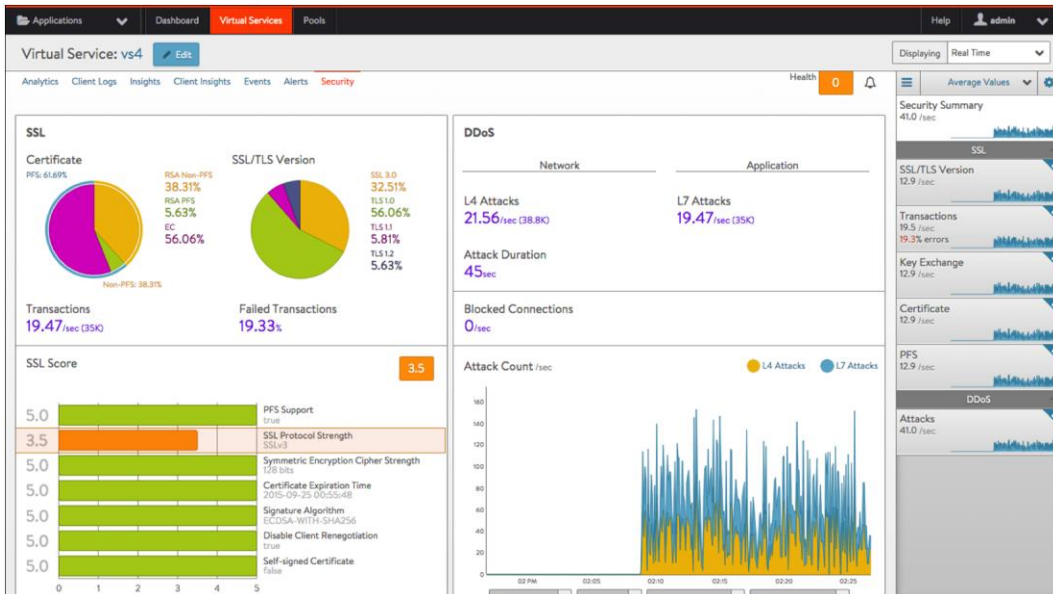 Applications
Dashboard
Virtual Services
Pools
Help
admin
Virtual Service: vs4
Edit
Displaying
Real Time
Analytics
Client Logs
Insights
Client Insights
Events
Alerts
Security
Health
0
Average Values
SSL
Certificate
PFS: 61.69%
RSA Non-PFS
38.31%
RSA PFS
5.63%
EC
56.06%
Non-PFS: 38.31%
SSL/TLS Version
SSL 3.0
32.51%
TLS 1.0
56.06%
TLS 1.1
5.81%
TLS 1.2
5.63%
Transactions
19.47/sec (35K)
Failed Transactions
19.33%
DDoS
Network
Application
L4 Attacks
21.56/sec (38.8K)
L7 Attacks
19.47/sec (35K)
Attack Duration
45sec
Blocked Connections
0/sec
SSL Score
3.5
5.0
PFS Support
true
3.5
SSL Protocol Strength
SSLv3
5.0
Symmetric Encryption Cipher Strength
128 bits
5.0
Certificate Expiration Time
2015-09-25 00:55:48
5.0
Signature Algorithm
ECDSA-WITH-SHA256
5.0
Disable Client Renegotiation
true
5.0
Self-signed Certificate
false
0 1 2 3 4 5
Attack Count /sec
L4 Attacks
L7 Attacks
160
140
120
100
80
60
40
20
0
02 PM 02:05 02:10 02:15 02:20 02:25
Security Summary
41.0 /sec
SSL
SSL/TLS Version
12.9 /sec
Transactions
19.5 /sec
19.3% errors
Key Exchange
12.9 /sec
Certificate
12.9 /sec
PFS
12.9 /sec
DDoS
Attacks
41.0 /sec